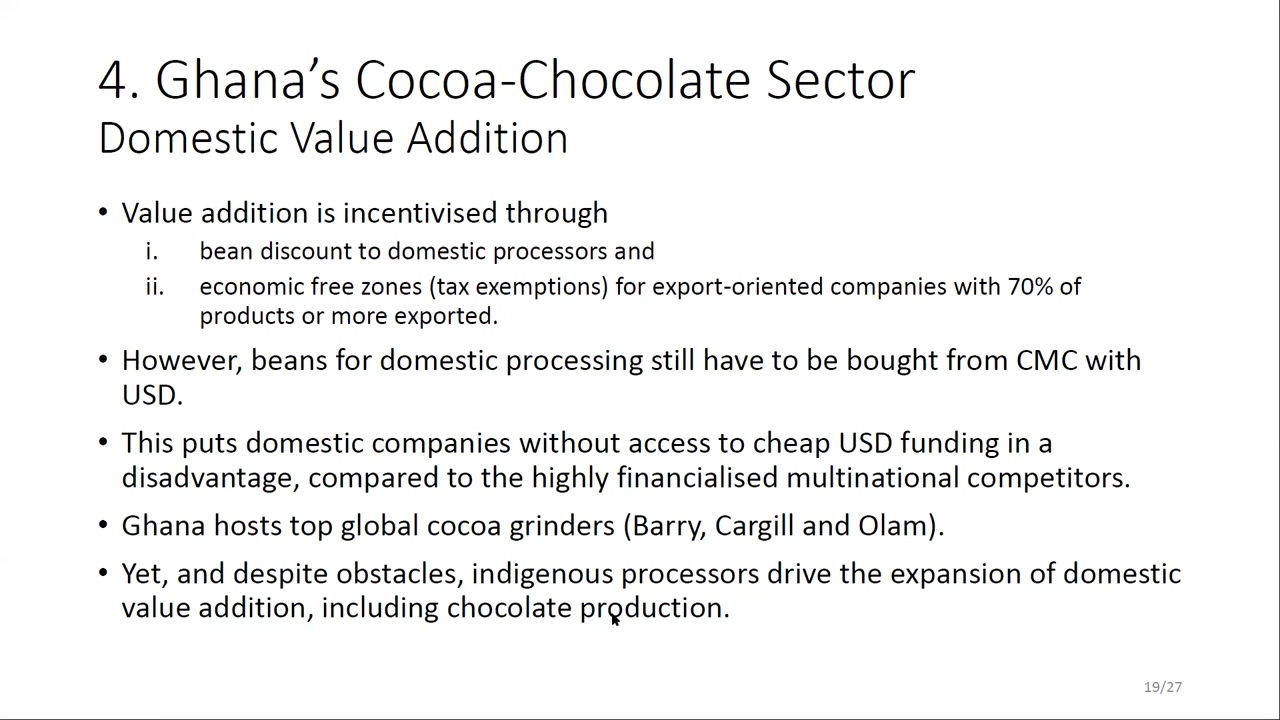 4. Ghana’s Cocoa-Chocolate Sector
Domestic Value Addition
• Value addition is incentivised through
i. bean discount to domestic processors and
ii. economic free zones (tax exemptions) for export-oriented companies with 70% of
products or more exported.
• However, beans for domestic processing still have to be bought from CMC with
USD.
• This puts domestic companies without access to cheap USD funding in a
disadvantage, compared to the highly financialised multinational competitors.
• Ghana hosts top global cocoa grinders (Barry, Cargill and Olam).
• Yet, and despite obstacles, indigenous processors drive the expansion of domestic
value addition, including chocolate production.
19/27